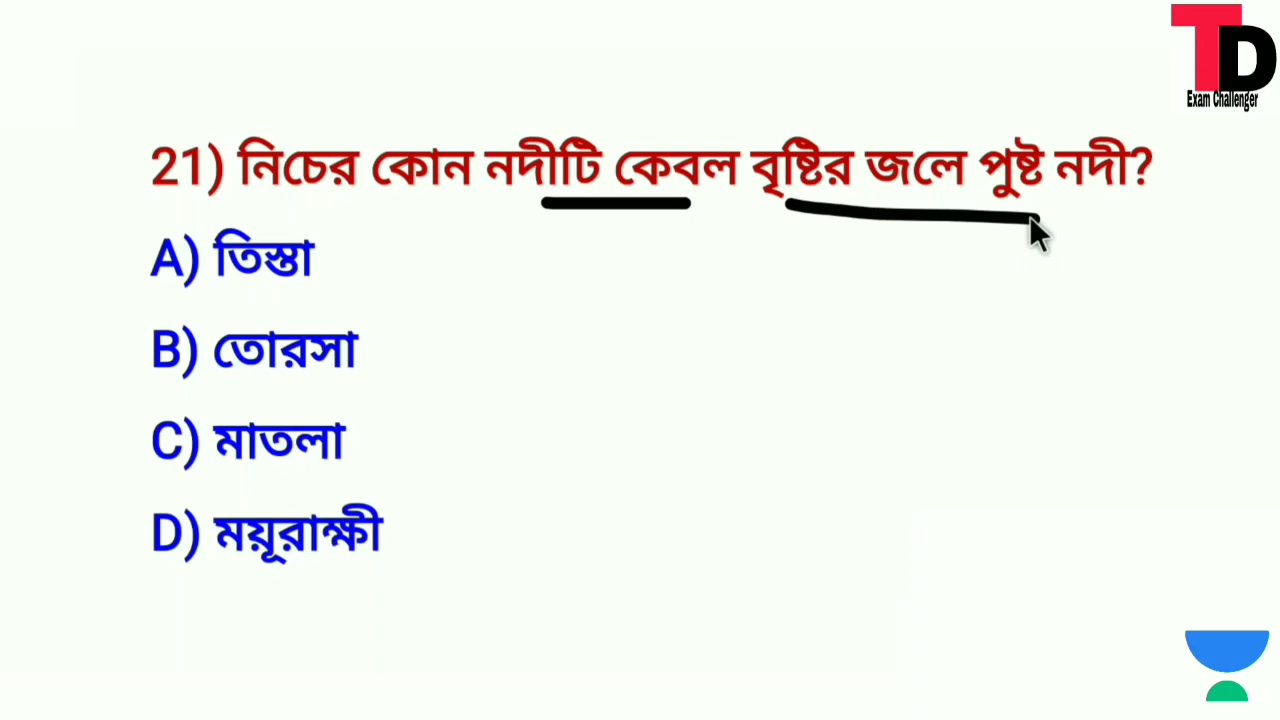 TD
Exam Challenger
21) নিচের কোন নদীটি কেবল বৃষ্টির জলে পুষ্ট নদী?
A) তিস্তা
B) তোরসা
C) মাতলা
D) ময়ূরাক্ষী